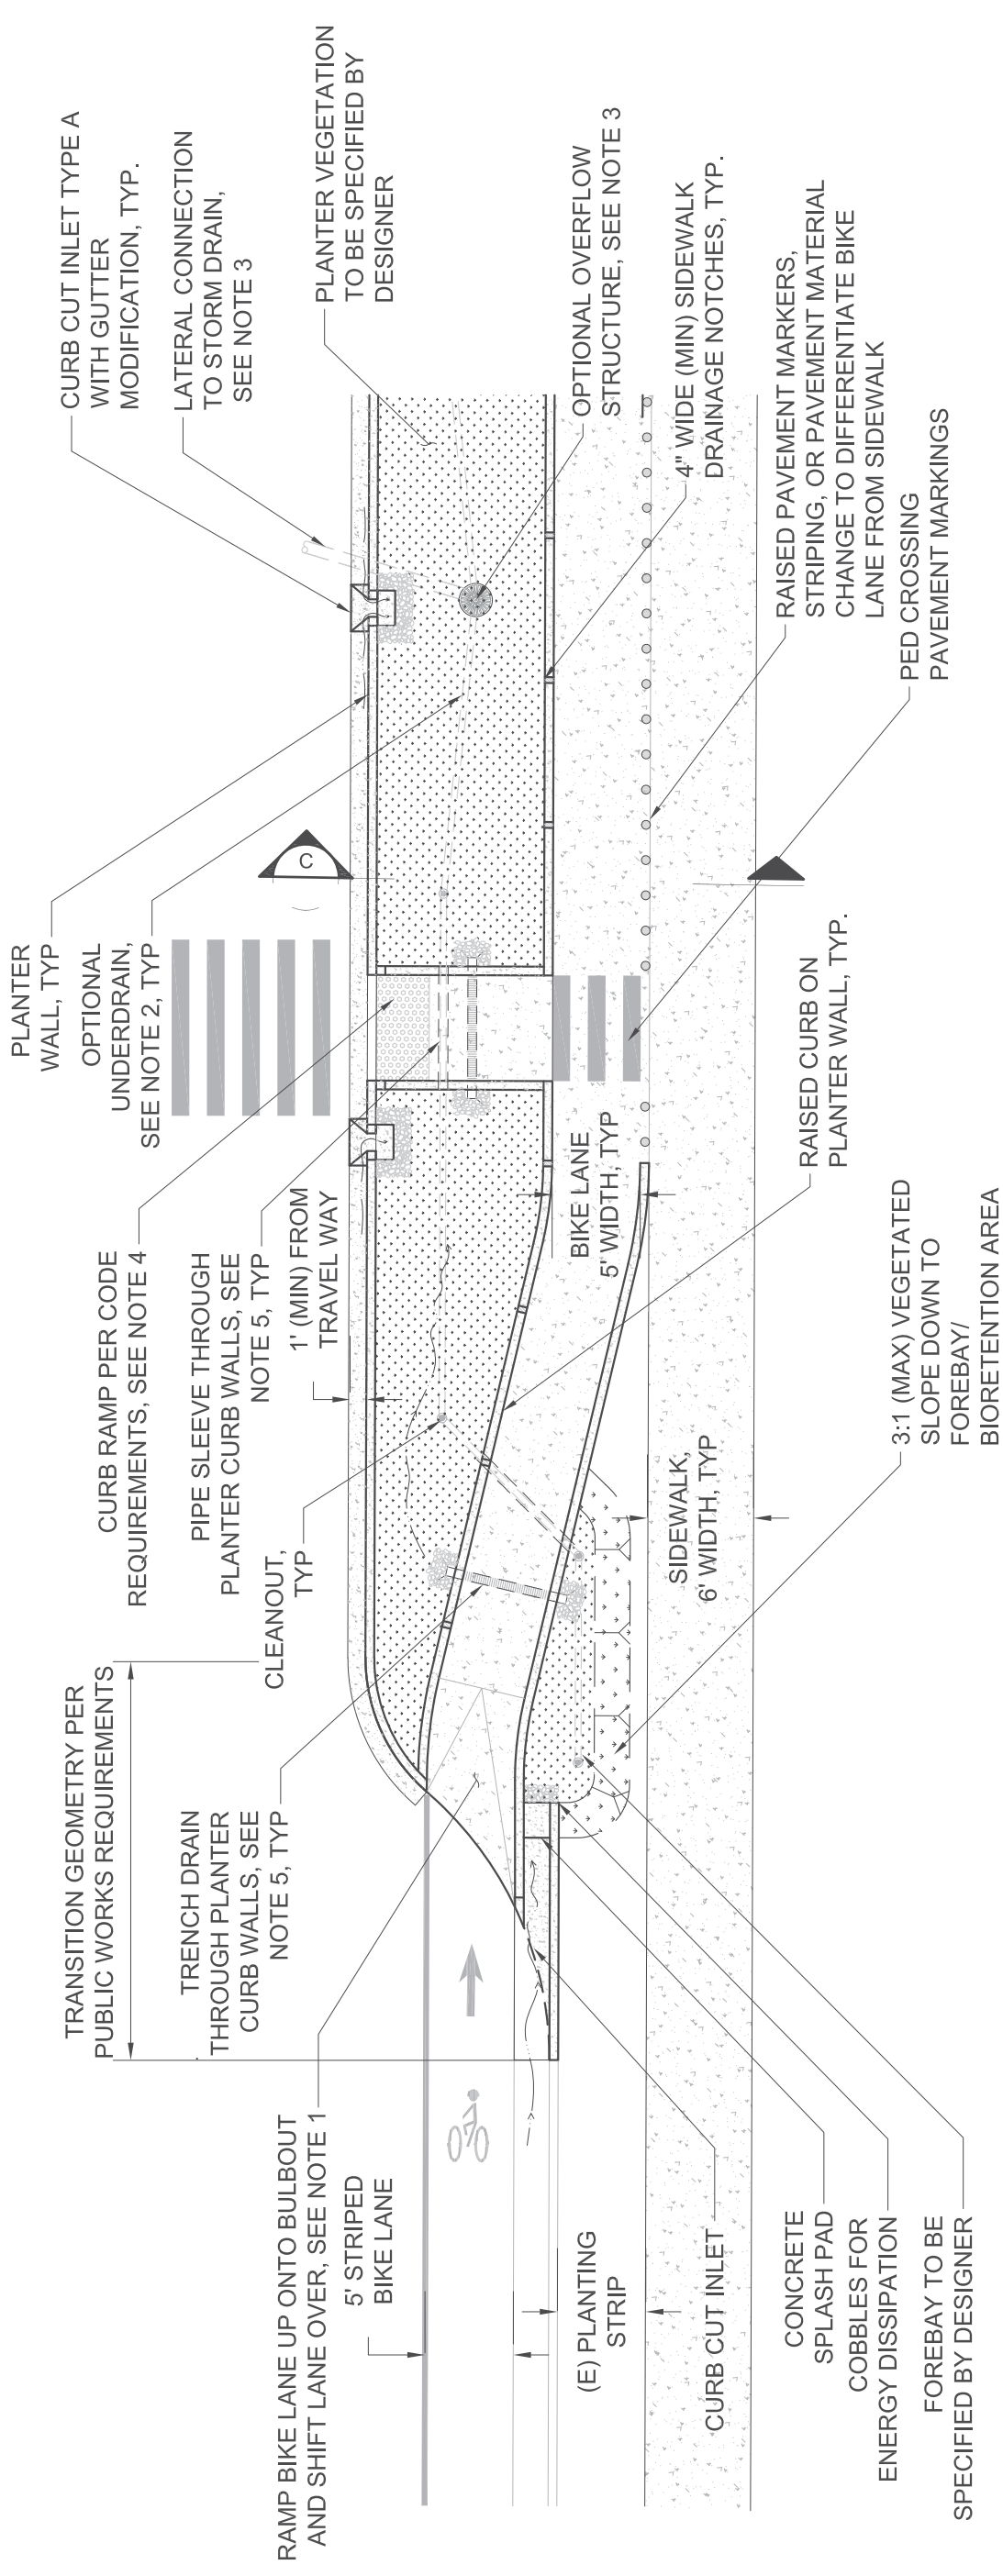 TRANSITION GEOMETRY PER
PUBLIC WORKS REQUIREMENTS
CURB RAMP PER CODE
REQUIREMENTS, SEE NOTE 4
PLANTER
WALL, TYP
OPTIONAL
UNDERDRAIN,
SEE NOTE 2, TYP
CURB CUT INLET TYPE A
WITH GUTTER
MODIFICATION, TYP.
LATERAL CONNECTION
TO STORM DRAIN,
SEE NOTE 3
PLANTER VEGETATION
TO BE SPECIFIED BY
DESIGNER
RAMP BIKE LANE UP ONTO BULBOUT
AND SHIFT LANE OVER, SEE NOTE 1
TRENCH DRAIN
THROUGH PLANTER
CURB WALLS, SEE
NOTE 5, TYP
CLEANOUT,
TYP
PIPE SLEEVE THROUGH
PLANTER CURB WALLS, SEE
NOTE 5, TYP
1' (MIN) FROM
TRAVEL WAY
C
5' STRIPED
BIKE LANE
(E) PLANTING
STRIP
BIKE LANE
5' WIDTH, TYP
OPTIONAL OVERFLOW
STRUCTURE, SEE NOTE 3
4" WIDE (MIN) SIDEWALK
DRAINAGE NOTCHES, TYP.
SIDEWALK,
6' WIDTH, TYP
CURB CUT INLET
CONCRETE
SPLASH PAD
COBBLES FOR
ENERGY DISSIPATION
FOREBAY TO BE
SPECIFIED BY DESIGNER
3:1 (MAX) VEGETATED
SLOPE DOWN TO
FOREBAY/
BIORETENTION AREA
RAISED CURB ON
PLANTER WALL, TYP.
RAISED PAVEMENT MARKERS,
STRIPING, OR PAVEMENT MATERIAL
CHANGE TO DIFFERENTIATE BIKE
LANE FROM SIDEWALK
PED CROSSING
PAVEMENT MARKINGS